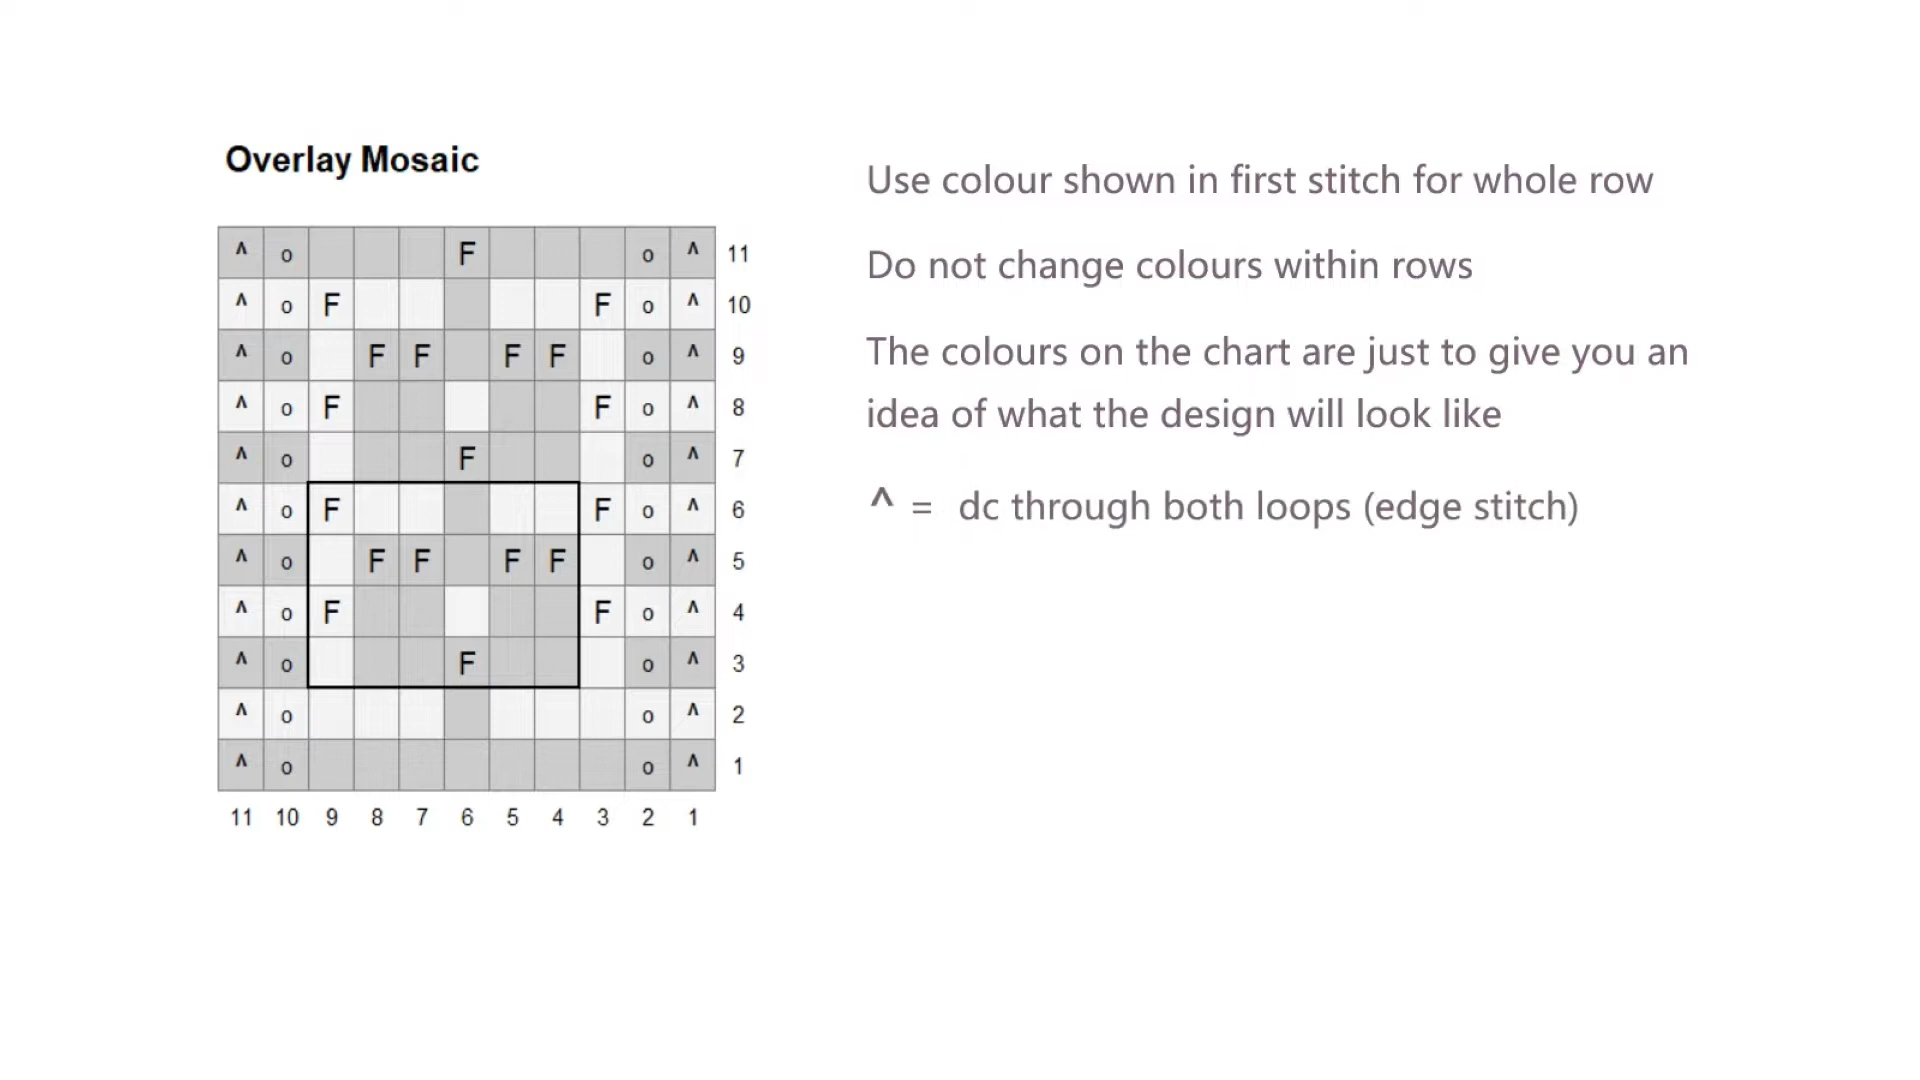 Overlay Mosaic
^ o F o ^ 11
^ o F F o ^ 10
^ o F F F F o ^ 9
^ o F F o ^ 8
^ o F o ^ 7
^ o F F o ^ 6
^ o F F F F o ^ 5
^ o F F o ^ 4
^ o F o ^ 3
^ o o ^ 2
^ o o ^ 1
11 10 9 8 7 6 5 4 3 2 1
Use colour shown in first stitch for whole row
Do not change colours within rows
The colours on the chart are just to give you an
idea of what the design will look like
^ = dc through both loops (edge stitch)